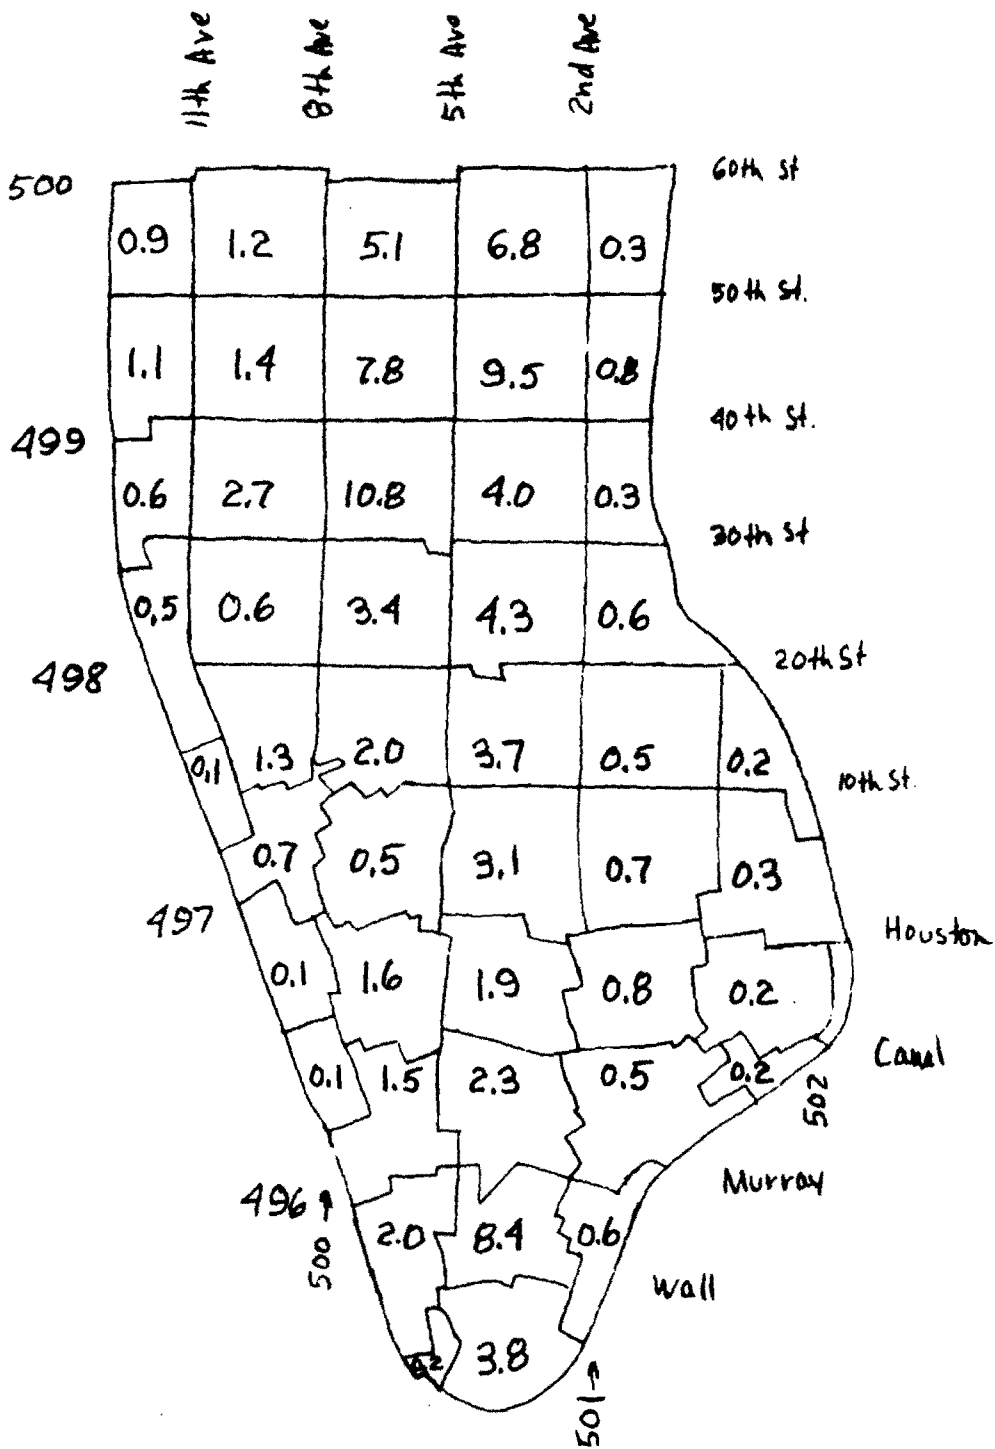 11th Ave 8th Ave 5th Ave 2nd Ave
60th St
500
0.9 1.2 5.1 6.8 0.3
50th St.
1.1 1.4 7.8 9.5 0.8
40th St.
499
0.6 2.7 10.8 4.0 0.3
30th St
0.5 0.6 3.4 4.3 0.6
20th St
498
0.1 1.3 2.0 3.7 0.5 0.2
10th St.
0.7 0.5 3.1 0.7 0.3
497
Houston
0.1 1.6 1.9 0.8 0.2
Canal
0.1 1.5 2.3 0.5 0.2
502
Murray
496
500
2.0 8.4 0.6
Wall
0.2 3.8
501